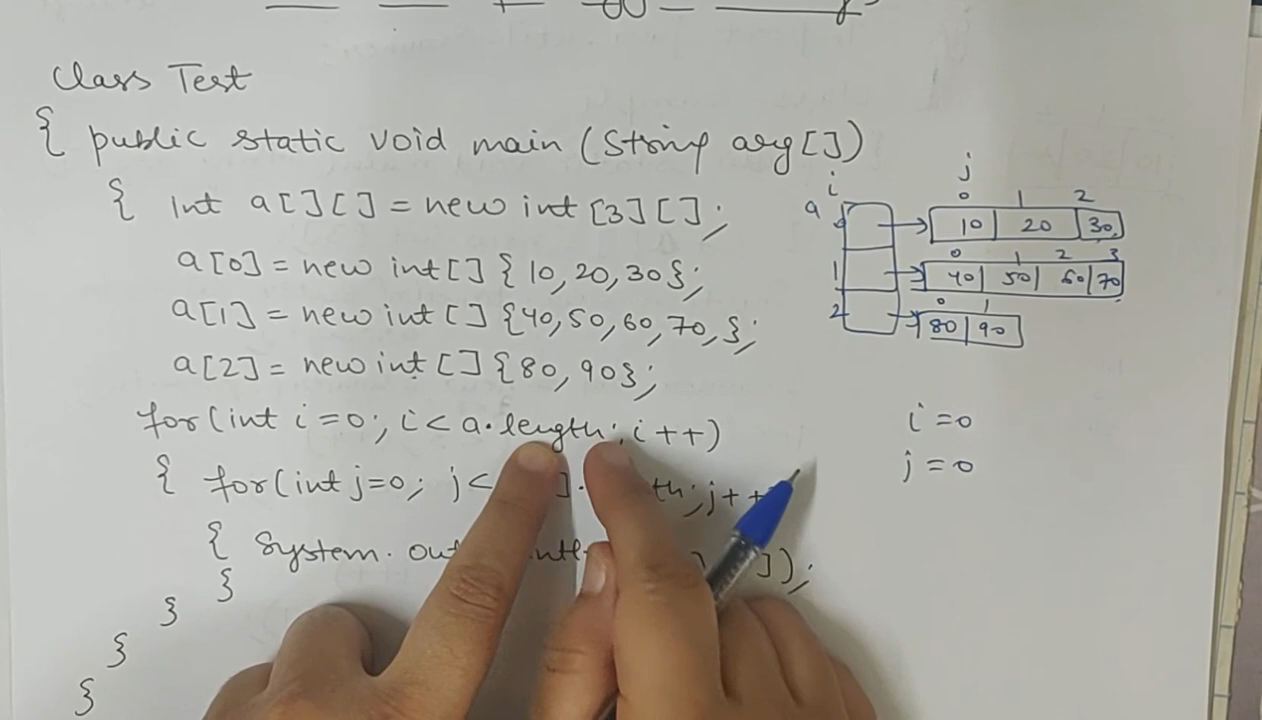 class Test
{ public static void main (String arg[])
{ int a[][] = new int [3][];
a[0] = new int[] { 10, 20, 30 };
a[1] = new int [] {40, 50, 60, 70, };
a[2] = new int [] {80, 90};
for (int i = 0; i < a.length; i++)
{ for (int j=0; j< ].th; j++
{ System.out ntl ]);
}
}
}
}
j
i
0 1 2
a 0 10 20 30
0 1 2 3
1 40 50 60 70
0 1
2 80 90
i = 0
j = 0